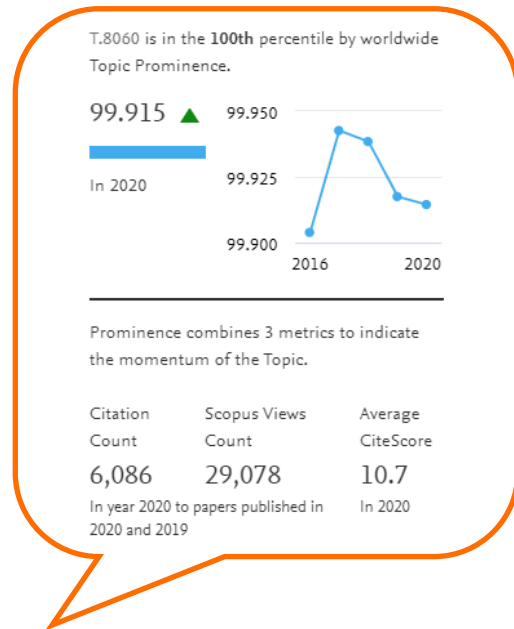 T.8060 is in the 100th percentile by worldwide
Topic Prominence.
99.915
In 2020
99.950
99.925
99.900
2016 2020
Prominence combines 3 metrics to indicate
the momentum of the Topic.
Citation Scopus Views Average
Count Count CiteScore
6,086 29,078 10.7
In year 2020 to papers published in In 2020
2020 and 2019